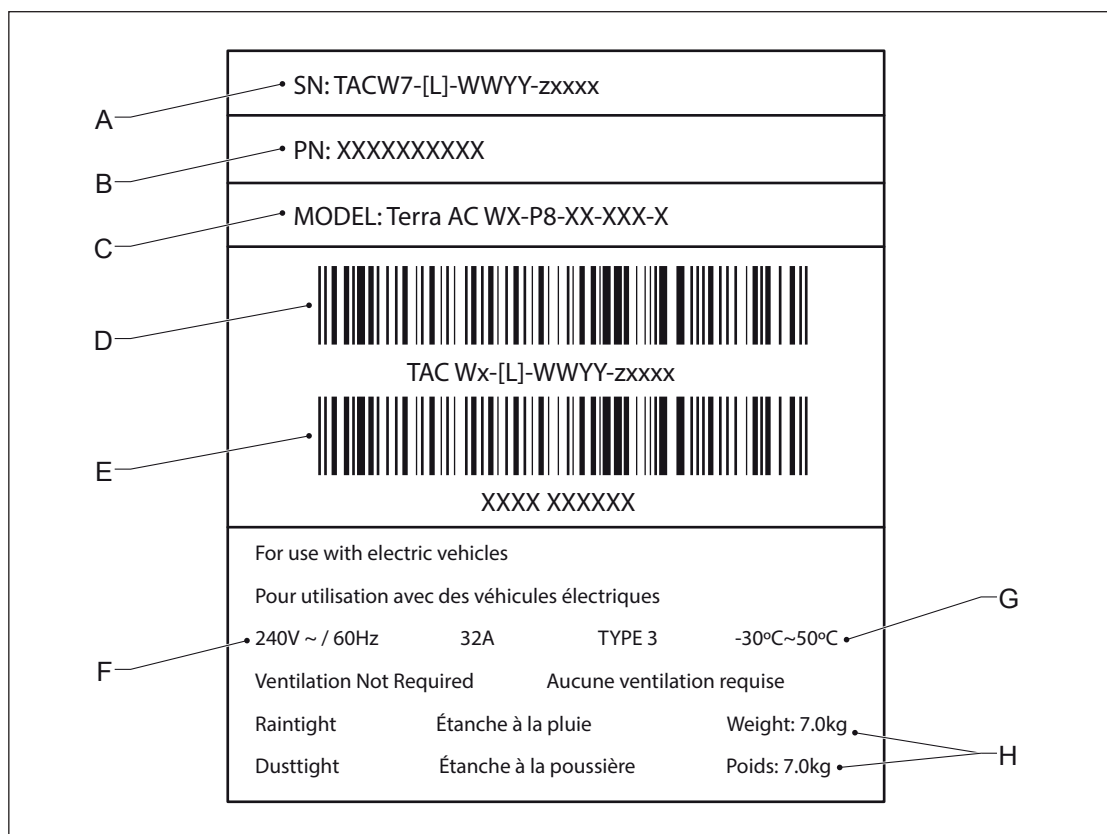 A
SN: TACW7-[L]-WWYY-zxxxx
B
PN: XXXXXXXXXX
C
MODEL: Terra AC WX-P8-XX-XXX-X
D
TAC Wx-[L]-WWYY-zxxxx
E
XXXX XXXXXX
For use with electric vehicles
Pour utilisation avec des véhicules électriques
G
F
240V ~ / 60Hz 32A TYPE 3 -30ºC~50ºC
Ventilation Not Required Aucune ventilation requise
Raintight Étanche à la pluie Weight: 7.0kg
H
Dusttight Étanche à la poussière Poids: 7.0kg